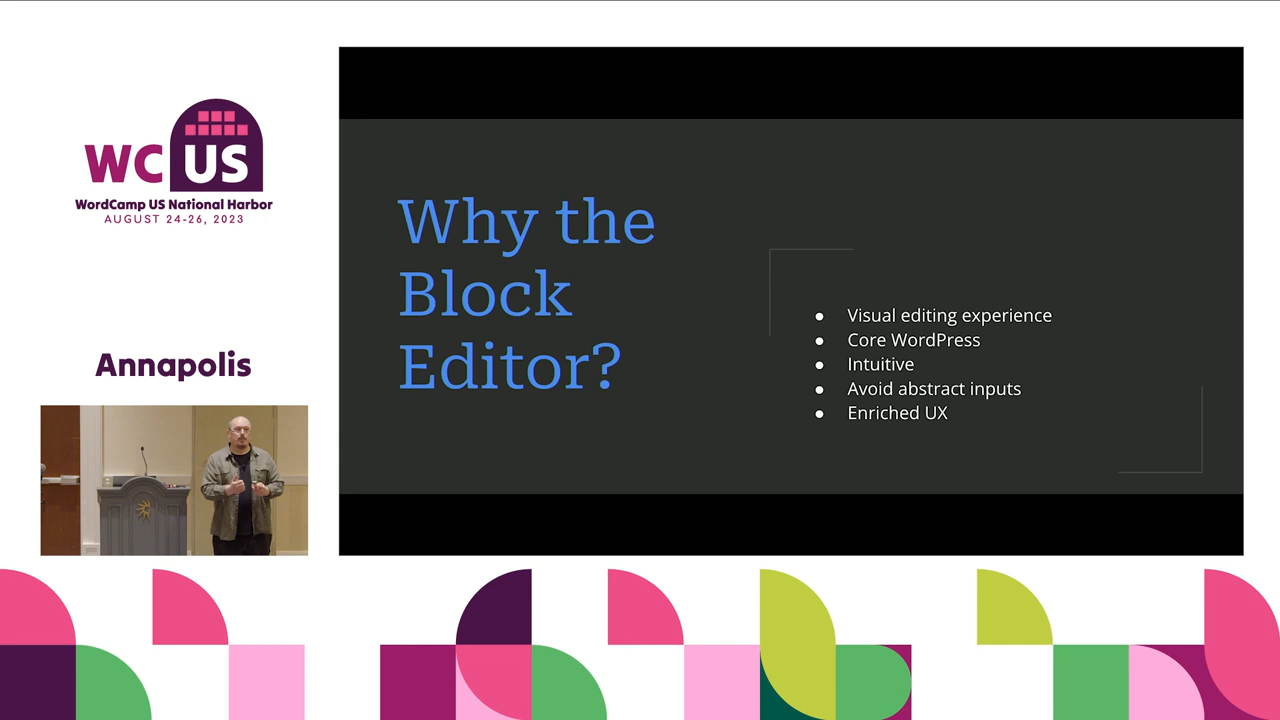 WC US
WordCamp US National Harbor
AUGUST 24-26, 2023
Annapolis
Why the
Block
Editor?
● Visual editing experience
● Core WordPress
● Intuitive
● Avoid abstract inputs
● Enriched UX